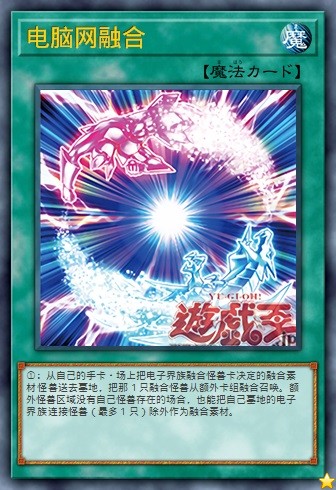 电脑网融合
魔
【魔法カード】
YU-GI-OH!
遊戯王
①：从自己的手卡·场上把电子界族融合怪兽卡决定的融合素
材怪兽送去墓地，把那1只融合怪兽从额外卡组融合召唤。额
外怪兽区域没有自己怪兽存在的场合，也能把自己墓地的电子
界族连接怪兽（最多1只）除外作为融合素材。